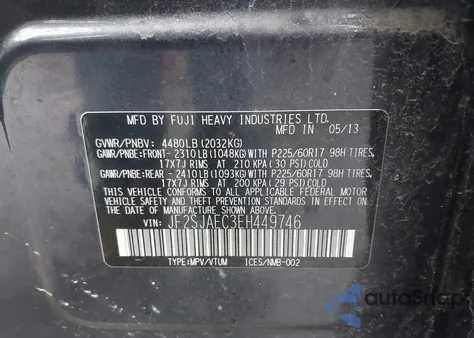 MFD BY FUJI HEAVY INDUSTRIES LTD.
MFD IN 05/13
GVWR/PNBV: 4480LB (2032KG)
GAWR/PNBE:FRONT- 2310LB(1048KG)WITH P225/60R17 98H TIRES,
17X7J RIMS AT 210 KPA (30 PSI)COLD
GAWR/PNBE:REAR - 2410LB(1093KG)WITH P225/60R17 98H TIRES,
17X7J RIMS AT 200 KPA (29 PSI)COLD
THIS VEHICLE CONFORMS TO ALL APPLICABLE FEDERAL MOTOR
VEHICLE SAFETY AND THEFT PREVENTION STANDARDS IN EFFECT
ON THE DATE OF MANUFACTURE SHOWN ABOVE.
VIN: JF2SJAEC3EH449746
TYPE:MPV/VTUM ICES/NMB-002
autoSnap